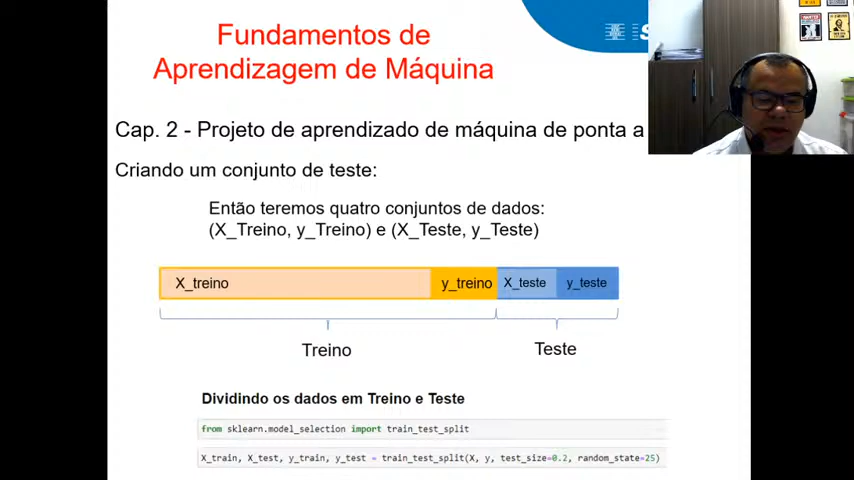 Fundamentos de
Aprendizagem de Máquina
Cap. 2 - Projeto de aprendizado de máquina de ponta a
Criando um conjunto de teste:
Então teremos quatro conjuntos de dados:
(X_Treino, y_Treino) e (X_Teste, y_Teste)
X_treino y_treino X_teste y_teste
Treino Teste
Dividindo os dados em Treino e Teste
from sklearn.model_selection import train_test_split
X_train, X_test, y_train, y_test = train_test_split(X, y, test_size=0.2, random_state=25)